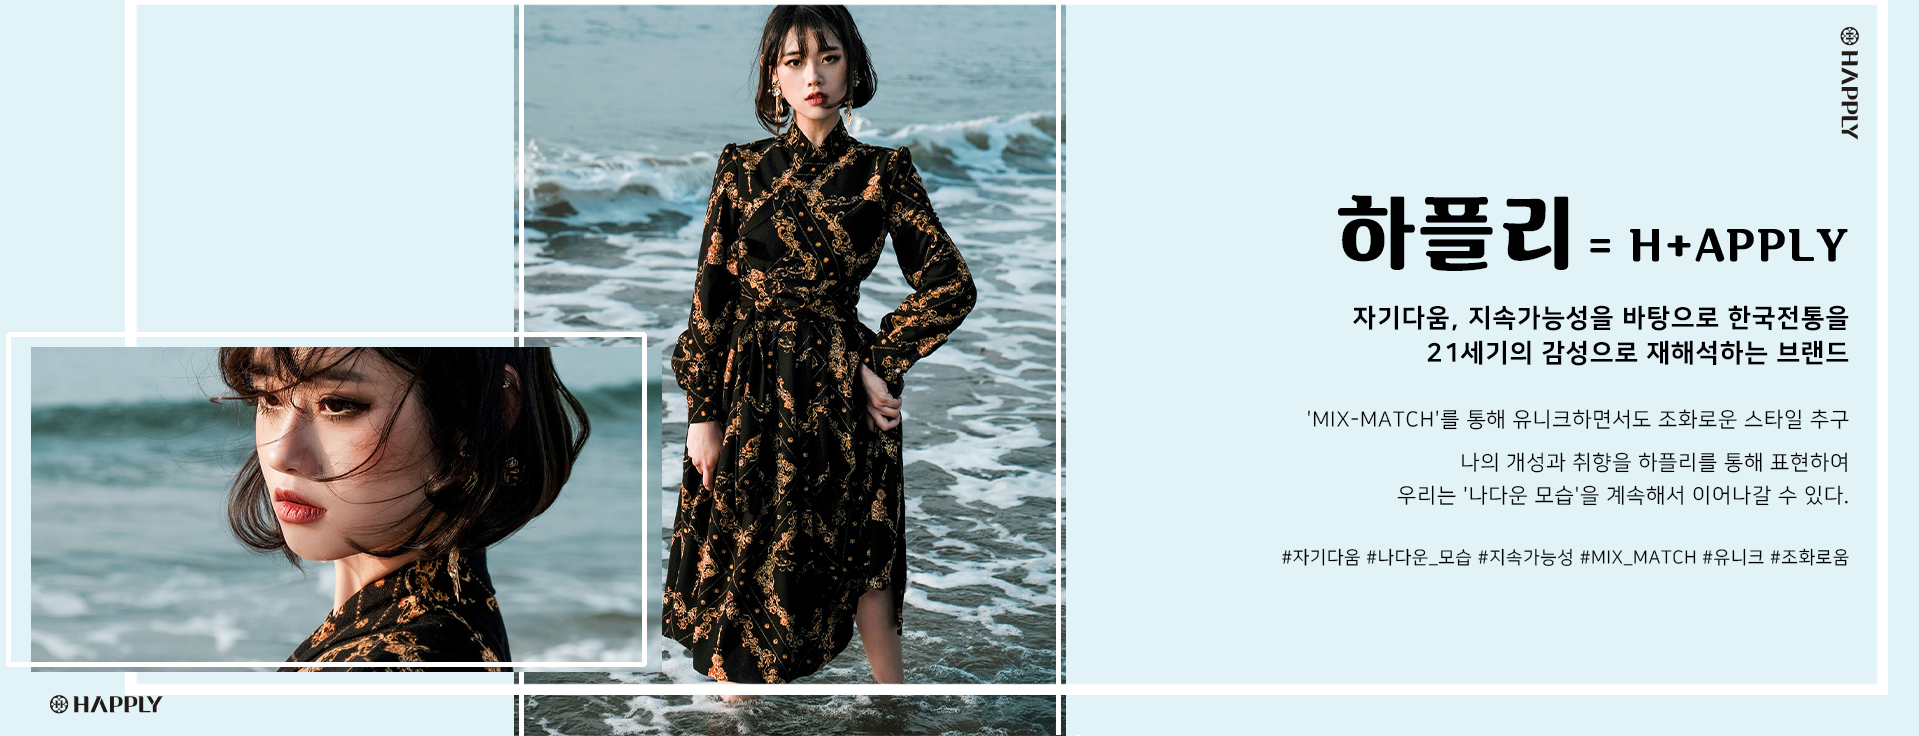 HAPPLY
하플리 = H+APPLY
자기다움, 지속가능성을 바탕으로 한국전통을
21세기의 감성으로 재해석하는 브랜드
'MIX-MATCH'를 통해 유니크하면서도 조화로운 스타일 추구
나의 개성과 취향을 하플리를 통해 표현하여
우리는 '나다운 모습'을 계속해서 이어나갈 수 있다.
#자기다움 #나다운_모습 #지속가능성 #MIX_MATCH #유니크 #조화로움
HAPPLY